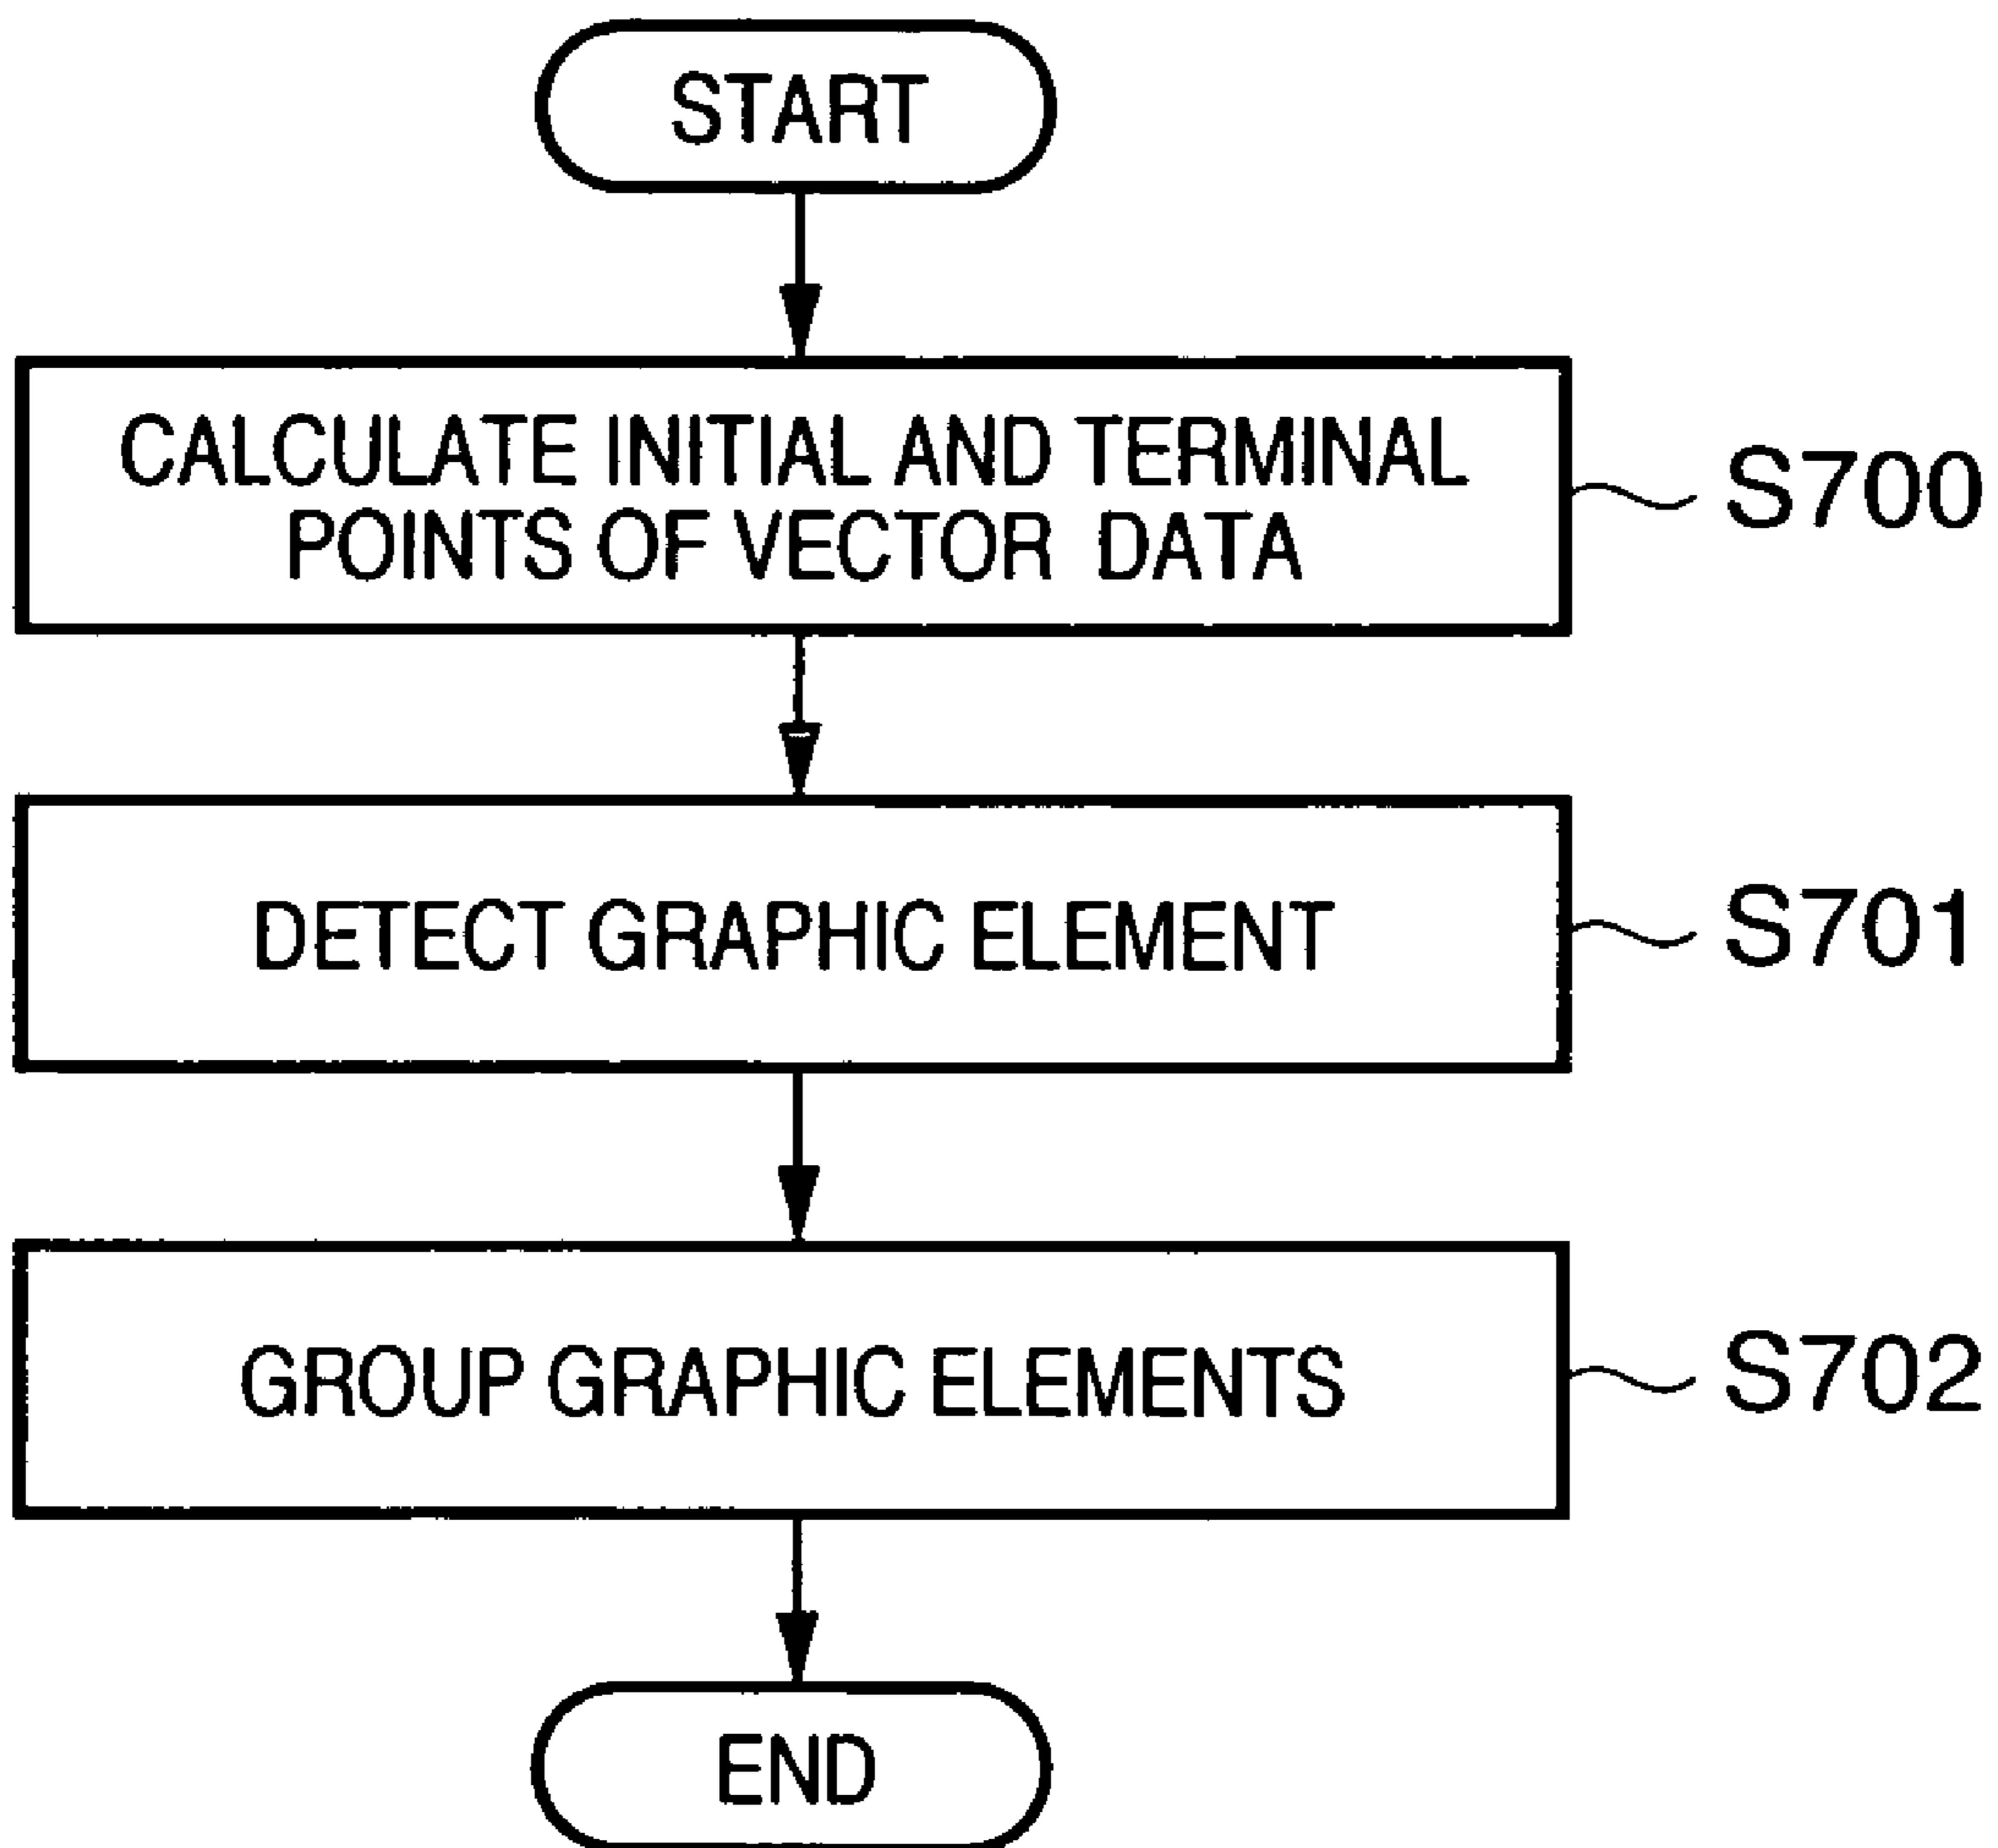 START
CALCULATE INITIAL AND TERMINAL
POINTS OF VECTOR DATA
S700
DETECT GRAPHIC ELEMENT
S701
GROUP GRAPHIC ELEMENTS
S702
END